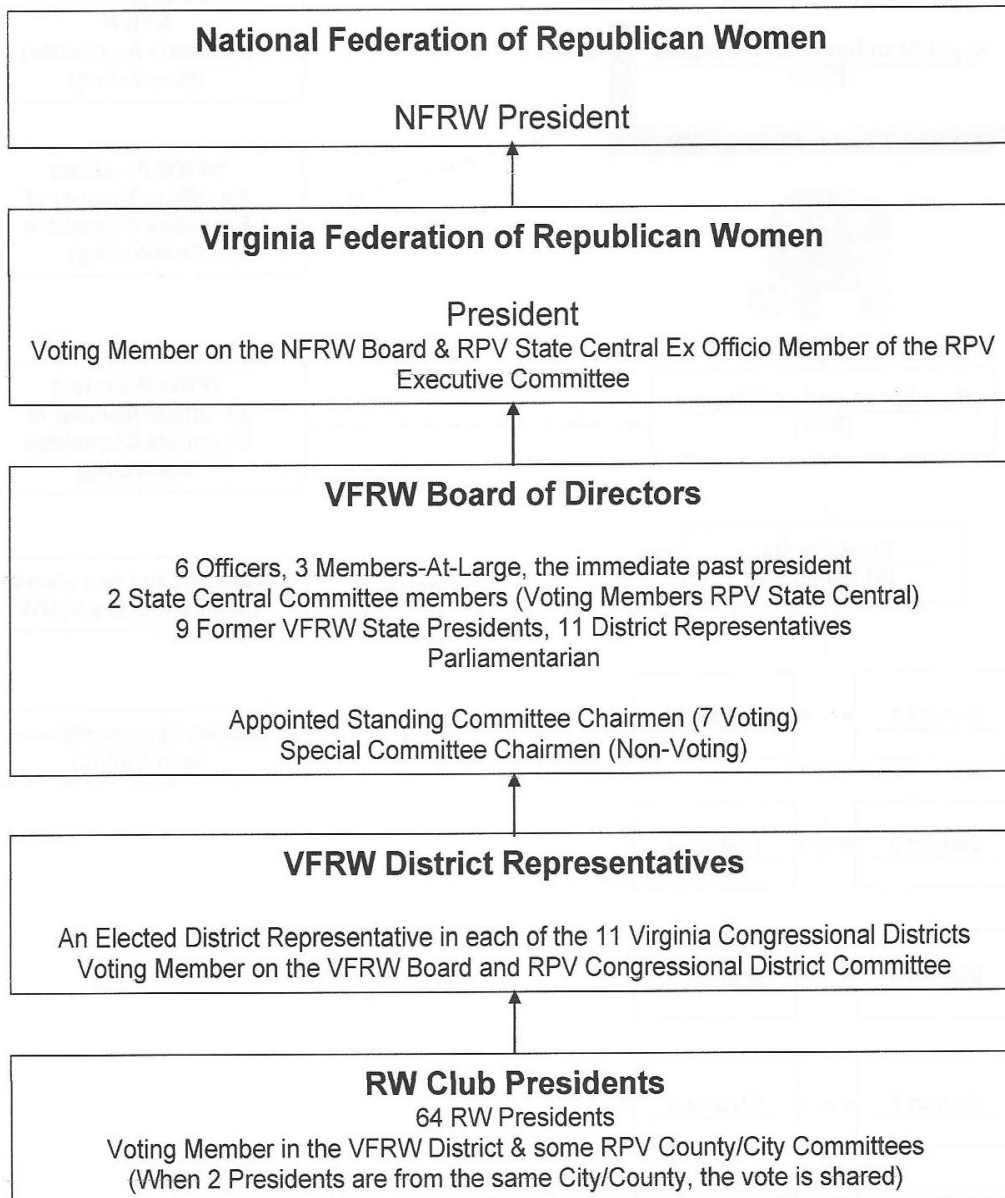 National Federation of Republican Women
NFRW President
Virginia Federation of Republican Women
President
Voting Member on the NFRW Board & RPV State Central Ex Officio Member of the RPV
Executive Committee
VFRW Board of Directors
6 Officers, 3 Members-At-Large, the immediate past president
2 State Central Committee members (Voting Members RPV State Central)
9 Former VFRW State Presidents, 11 District Representatives
Parliamentarian
Appointed Standing Committee Chairmen (7 Voting)
Special Committee Chairmen (Non-Voting)
VFRW District Representatives
An Elected District Representative in each of the 11 Virginia Congressional Districts
Voting Member on the VFRW Board and RPV Congressional District Committee
RW Club Presidents
64 RW Presidents
Voting Member in the VFRW District & some RPV County/City Committees
(When 2 Presidents are from the same City/County, the vote is shared)